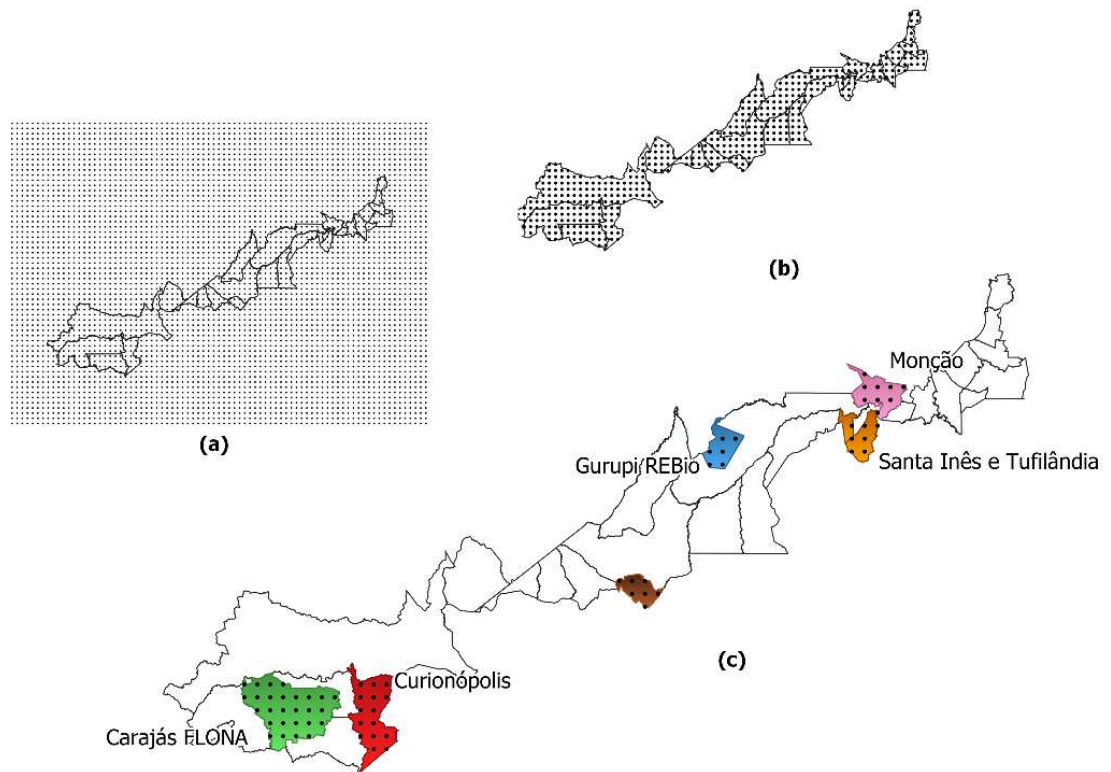 (b)
(a)
Monção
Gurupi REBio
Santa Inês e Tufilândia
(c)
Curionópolis
Carajás FLONA